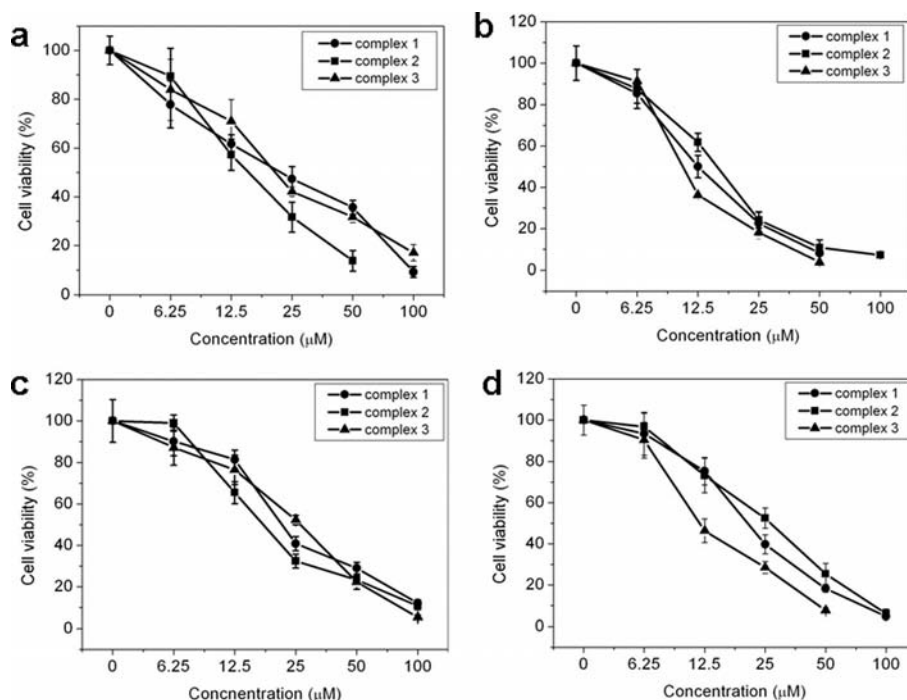 a
complex 1
complex 2
complex 3
100
80
60
40
20
0
Cell viability (%)
0 6.25 12.5 25 50 100
Concentration (μM)
b
complex 1
complex 2
complex 3
120
100
80
60
40
20
0
Cell viability (%)
0 6.25 12.5 25 50 100
Concentration (μM)
c
complex 1
complex 2
complex 3
120
100
80
60
40
20
0
Cell viability (%)
0 6.25 12.5 25 50 100
Concentration (μM)
d
complex 1
complex 2
complex 3
120
100
80
60
40
20
0
Cell viability (%)
0 6.25 12.5 25 50 100
Concentration (μM)